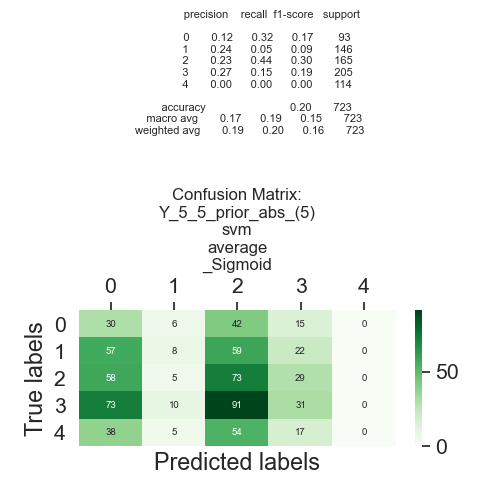 precision recall f1-score support
0 0.12 0.32 0.17 93
1 0.24 0.05 0.09 146
2 0.23 0.44 0.30 165
3 0.27 0.15 0.19 205
4 0.00 0.00 0.00 114
accuracy 0.20 723
macro avg 0.17 0.19 0.15 723
weighted avg 0.19 0.20 0.16 723
Confusion Matrix:
Y_5_5_prior_abs_(5)
svm
average
_Sigmoid
0 1 2 3 4
True labels
0 30 6 42 15 0
1 57 8 59 22 0
2 58 5 73 29 0
3 73 10 91 31 0
4 38 5 54 17 0
50
0
Predicted labels